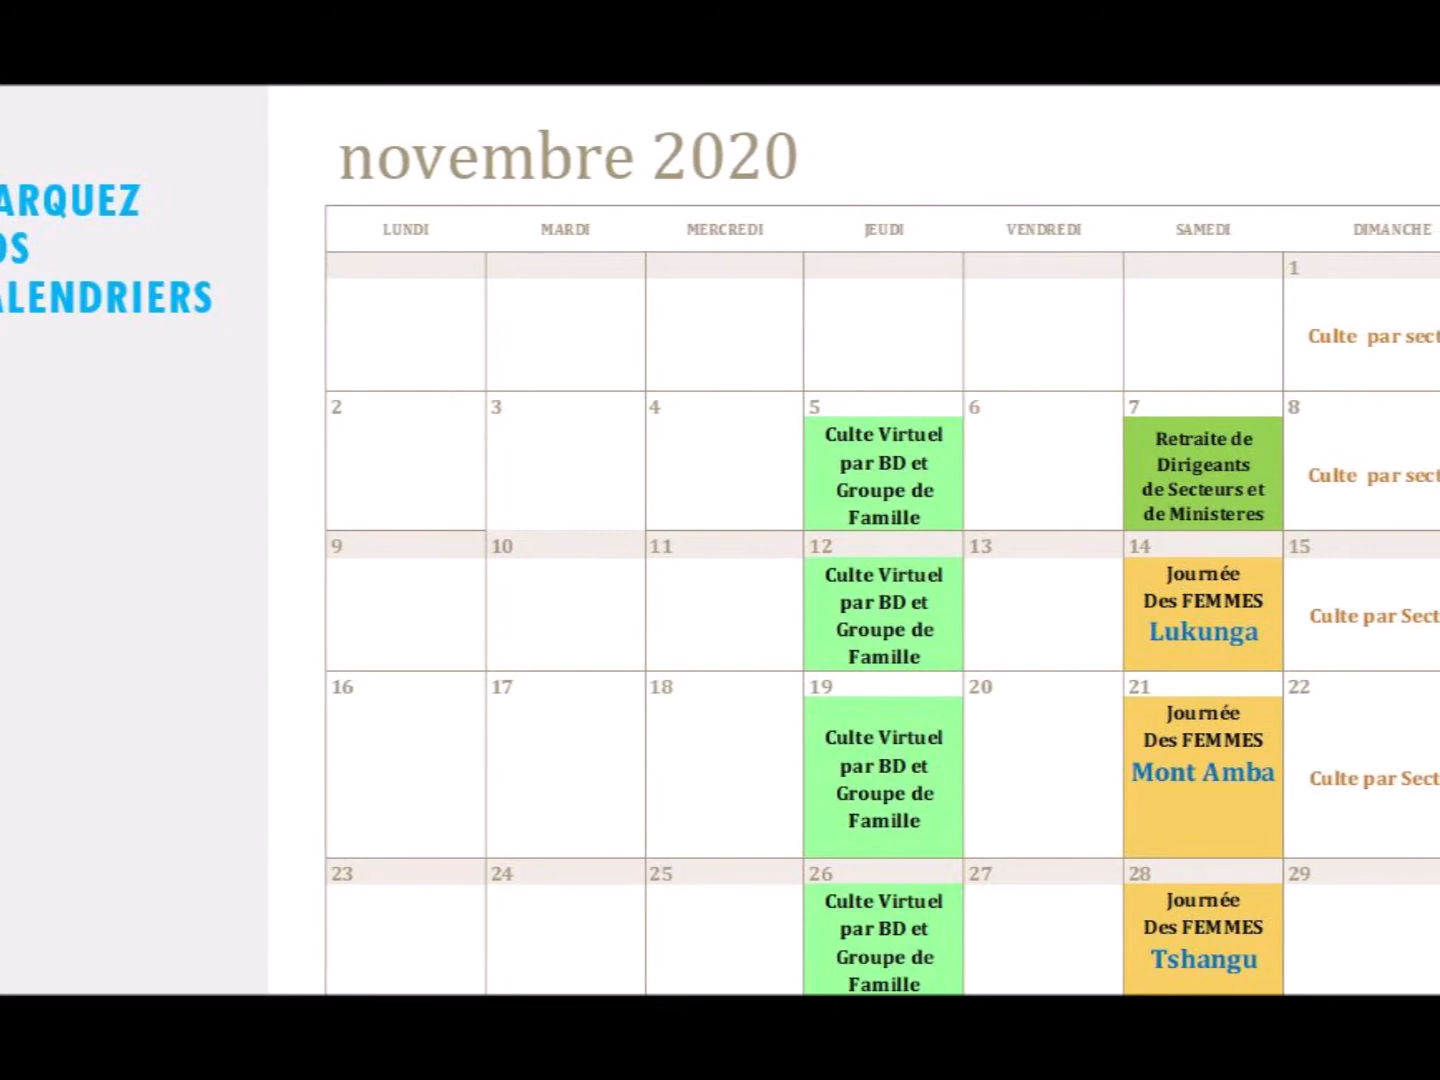 ARQUEZ
OS
ALENDRIERS
novembre 2020
LUNDI MARDI MERCREDI JEUDI VENDREDI SAMEDI DIMANCHE
1
Culte par sect
2 3 4 5 6 7 8
Culte Virtuel
par BD et
Groupe de
Famille
Retraite de
Dirigeants
de Secteurs et
de Ministeres
Culte par sect
9 10 11 12 13 14 15
Culte Virtuel
par BD et
Groupe de
Famille
Journée
Des FEMMES
Lukunga
Culte par Sect
16 17 18 19 20 21 22
Culte Virtuel
par BD et
Groupe de
Famille
Journée
Des FEMMES
Mont Amba
Culte par Sect
23 24 25 26 27 28 29
Culte Virtuel
par BD et
Groupe de
Famille
Journée
Des FEMMES
Tshangu